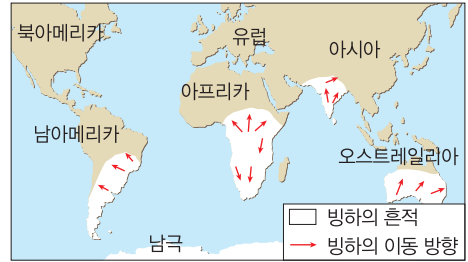 북아메리카
유럽
아시아
아프리카
남아메리카
오스트레일리아
남극
빙하의 흔적
빙하의 이동 방향